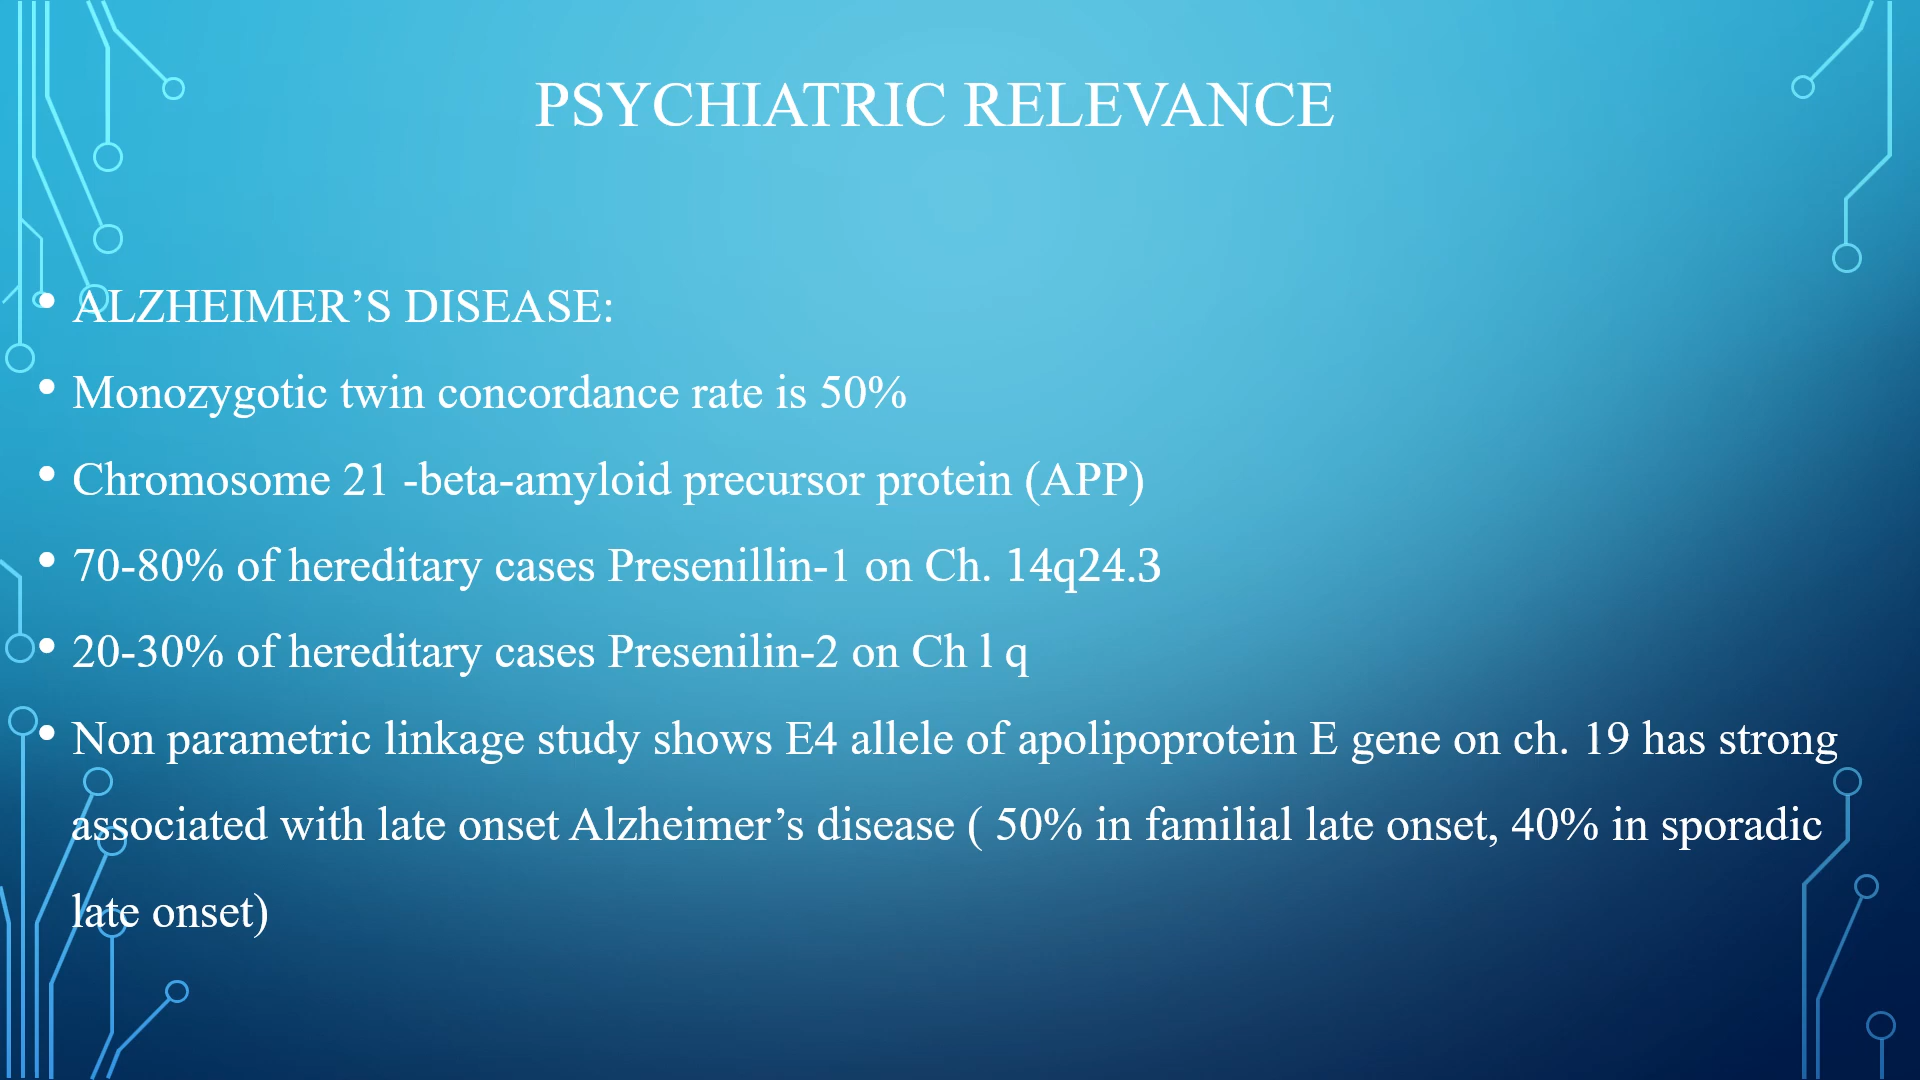 PSYCHIATRIC RELEVANCE
• ALZHEIMER’S DISEASE:
• Monozygotic twin concordance rate is 50%
• Chromosome 21 -beta-amyloid precursor protein (APP)
• 70-80% of hereditary cases Presenillin-1 on Ch. 14q24.3
• 20-30% of hereditary cases Presenilin-2 on Ch l q
• Non parametric linkage study shows E4 allele of apolipoprotein E gene on ch. 19 has strong
associated with late onset Alzheimer’s disease ( 50% in familial late onset, 40% in sporadic
late onset)